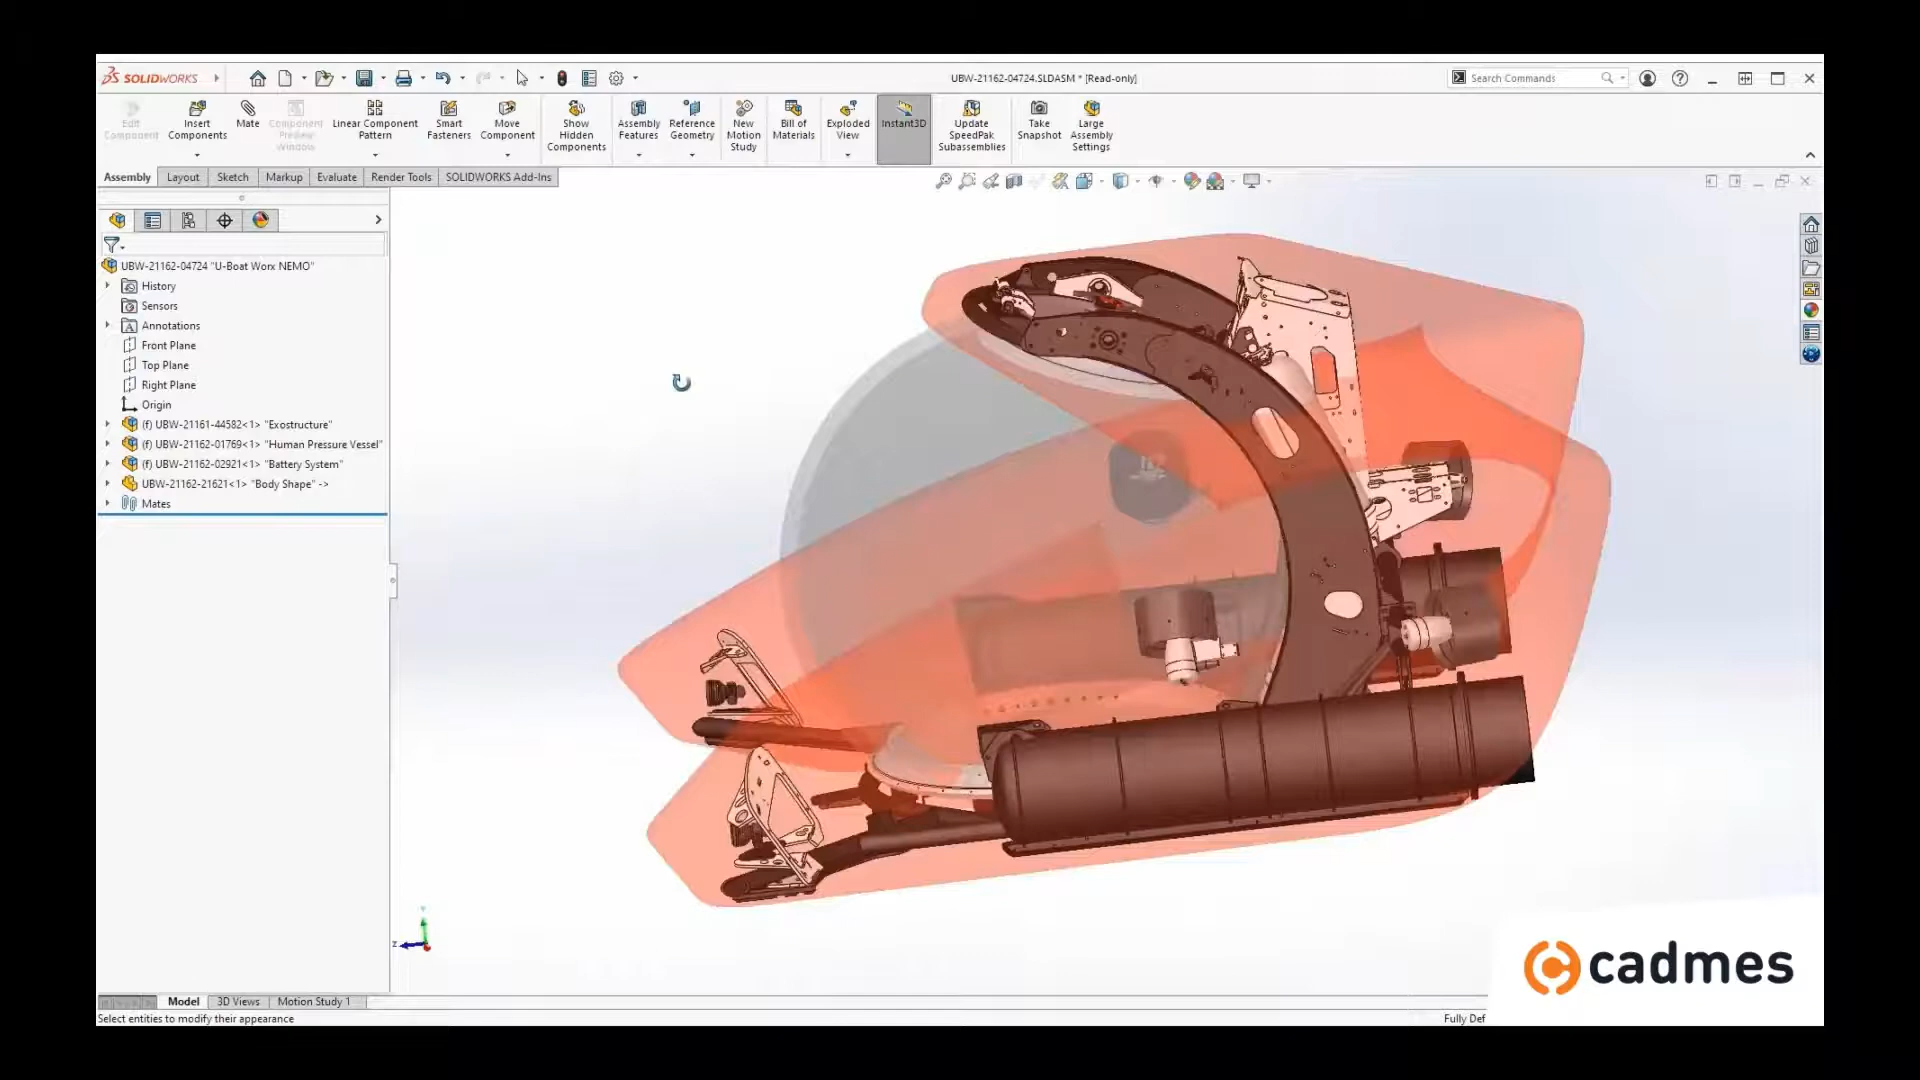 SOLIDWORKS
UBW-21162-04724.SLDASM * [Read-only]
Search Commands
Edit Component
Insert Components
Mate
Component Preview Window
Linear Component Pattern
Smart Fasteners
Move Component
Show Hidden Components
Assembly Features
Reference Geometry
New Motion Study
Bill of Materials
Exploded View
Instant3D
Update SpeedPak Subassemblies
Take Snapshot
Large Assembly Settings
Assembly
Layout
Sketch
Markup
Evaluate
Render Tools
SOLIDWORKS Add-Ins
UBW-21162-04724 "U-Boat Worx NEMO"
History
Sensors
Annotations
Front Plane
Top Plane
Right Plane
Origin
(f) UBW-21161-44582<1> "Exostructure"
(f) UBW-21162-01769<1> "Human Pressure Vessel"
(f) UBW-21162-02921<1> "Battery System"
UBW-21162-21621<1> "Body Shape" ->
Mates
Y
Z
cadmes
Model
3D Views
Motion Study 1
Select entities to modify their appearance
Fully Def